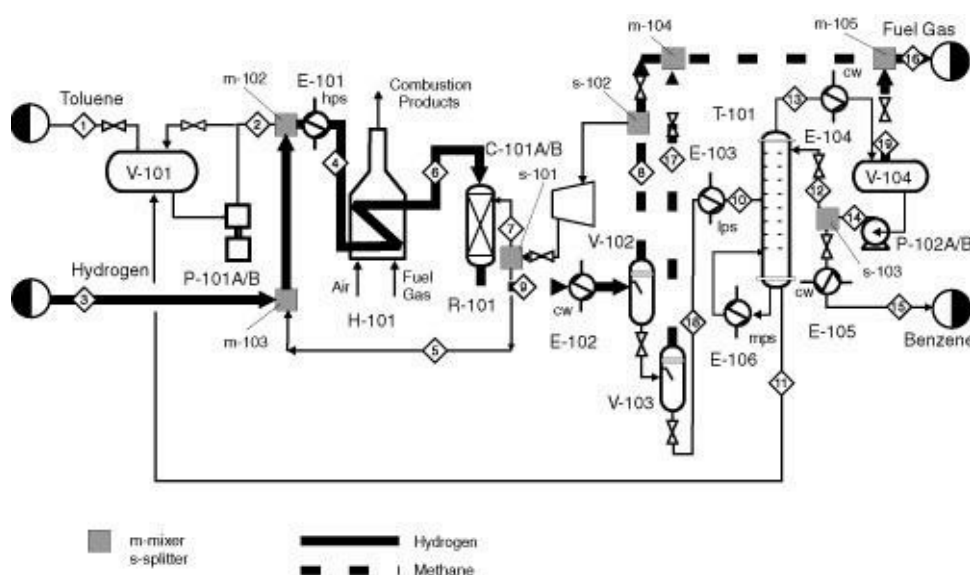 m-104
m-105
Fuel Gas
m-102
E-101
hps
Combustion
Products
s-102
cw
16
Toluene
13
T-101
1
2
E-104
V-101
4
6
C-101A/B
s-101
8
17
E-103
19
V-104
12
10
14
7
lps
P-102A/B
Hydrogen
P-101A/B
V-102
s-103
3
Air
Fuel
Gas
R-101
9
cw
cw
15
H-101
E-102
18
E-106
mps
E-105
Benzene
m-103
5
V-103
11
m-mixer
s-splitter
Hydrogen
Methane